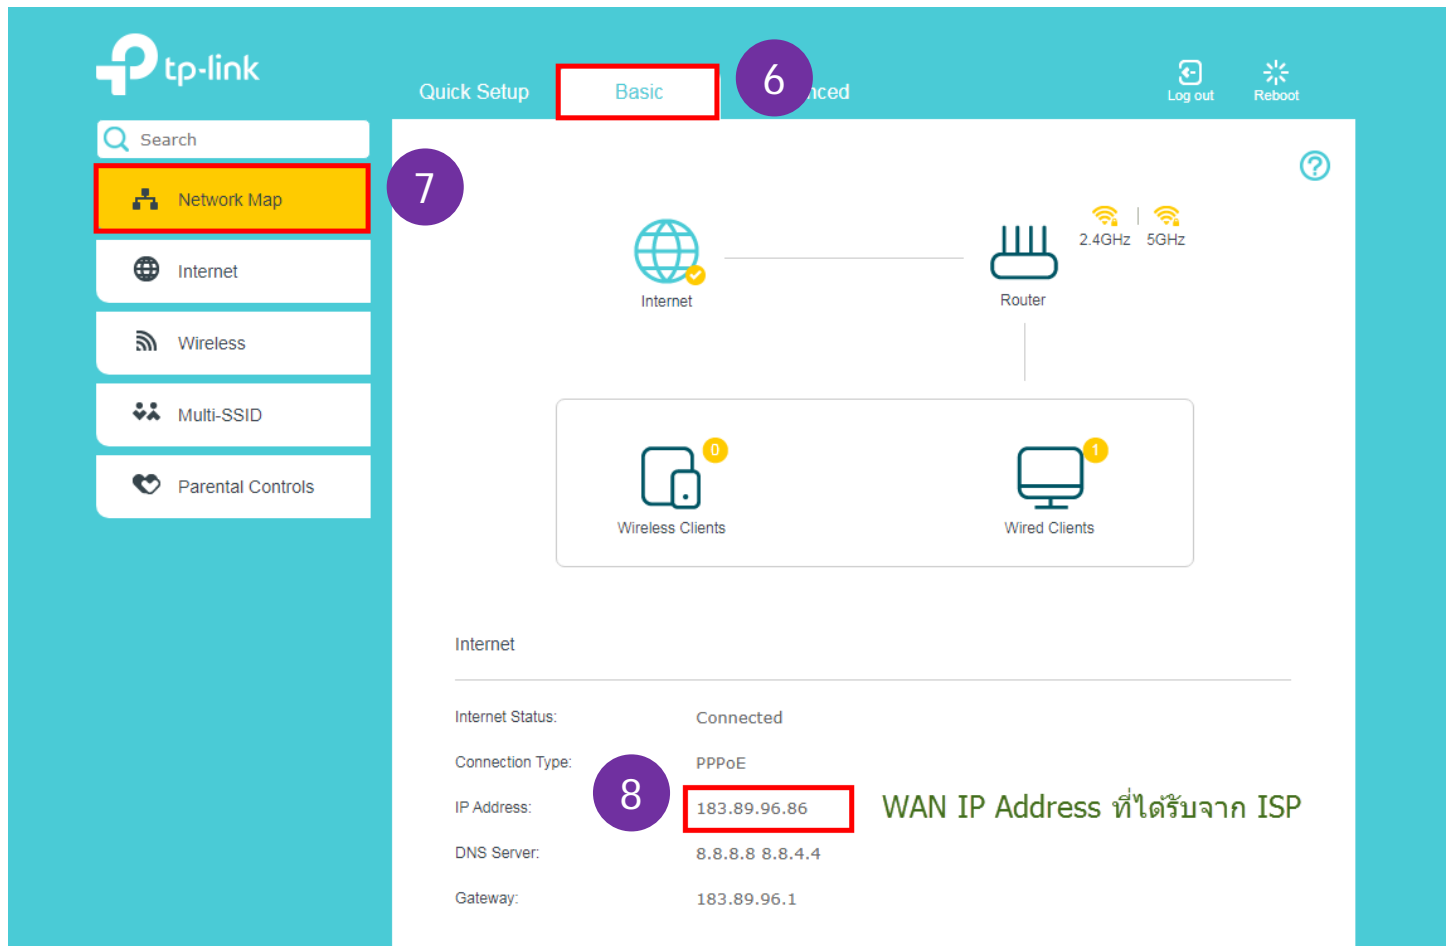 tp-link
Quick Setup
Basic
6
nced
Log out
Reboot
Search
Network Map
7
Internet
Wireless
Multi-SSID
Parental Controls
2.4GHz
5GHz
Internet
Router
0
1
Wireless Clients
Wired Clients
Internet
Internet Status: Connected
Connection Type: PPPoE
8
IP Address: 183.89.96.86 WAN IP Address ที่ได้รับจาก ISP
DNS Server: 8.8.8.8 8.8.4.4
Gateway: 183.89.96.1